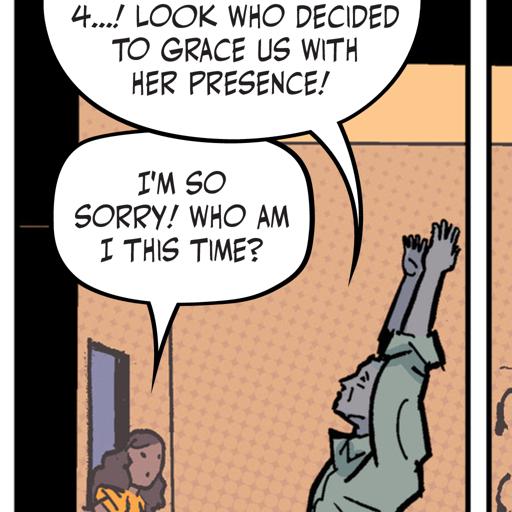 4...! LOOK WHO DECIDED
TO GRACE US WITH
HER PRESENCE!
I'M SO
SORRY! WHO AM
I THIS TIME?